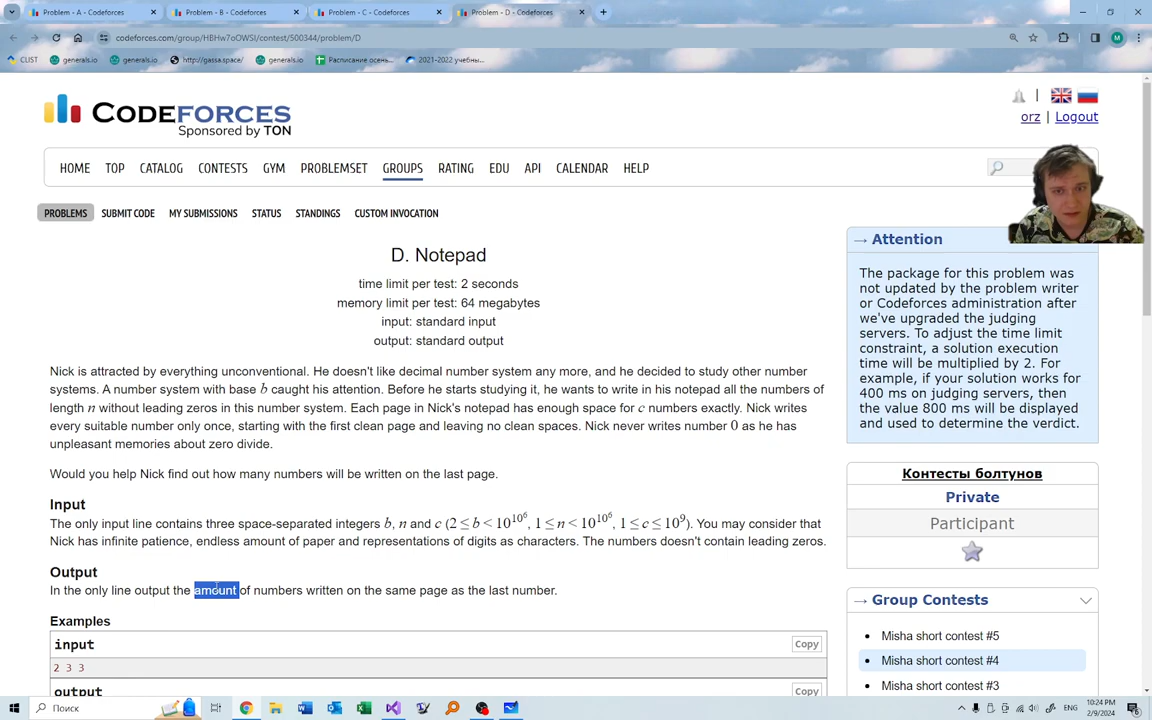 Problem - A - Codeforces
Problem - B - Codeforces
Problem - C - Codeforces
Problem - D - Codeforces
codeforces.com/group/HBHw7oOWSI/contest/500344/problem/D
CLIST
generals.io
generals.io
http://gassa.space/
generals.io
Расписание осень...
2021-2022 учебны...
CODEFORCES
Sponsored by TON
orz | Logout
HOME TOP CATALOG CONTESTS GYM PROBLEMSET GROUPS RATING EDU API CALENDAR HELP
PROBLEMS SUBMIT CODE MY SUBMISSIONS STATUS STANDINGS CUSTOM INVOCATION
D. Notepad
time limit per test: 2 seconds
memory limit per test: 64 megabytes
input: standard input
output: standard output
Nick is attracted by everything unconventional. He doesn't like decimal number system any more, and he decided to study other number
systems. A number system with base b caught his attention. Before he starts studying it, he wants to write in his notepad all the numbers of
length n without leading zeros in this number system. Each page in Nick's notepad has enough space for c numbers exactly. Nick writes
every suitable number only once, starting with the first clean page and leaving no clean spaces. Nick never writes number 0 as he has
unpleasant memories about zero divide.
Would you help Nick find out how many numbers will be written on the last page.
Input
The only input line contains three space-separated integers b, n and c (2 ≤ b < 10^10^6, 1 ≤ n < 10^10^6, 1 ≤ c ≤ 10^9). You may consider that
Nick has infinite patience, endless amount of paper and representations of digits as characters. The numbers doesn't contain leading zeros.
Output
In the only line output the amount of numbers written on the same page as the last number.
Examples
input
Copy
2 3 3
output
Copy
→ Attention
The package for this problem was
not updated by the problem writer
or Codeforces administration after
we've upgraded the judging
servers. To adjust the time limit
constraint, a solution execution
time will be multiplied by 2. For
example, if your solution works for
400 ms on judging servers, then
the value 800 ms will be displayed
and used to determine the verdict.
Контесты болтунов
Private
Participant
→ Group Contests
Misha short contest #5
Misha short contest #4
Misha short contest #3
Поиск
ENG
10:24 PM
2/9/2024